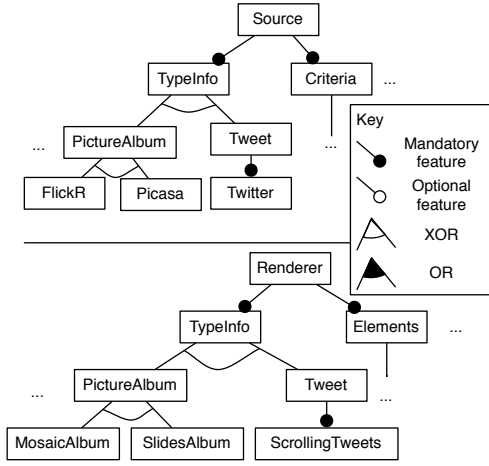 Source
TypeInfo
Criteria
...
...
PictureAlbum
Tweet
...
FlickR
Picasa
Twitter
Key
Mandatory
feature
Optional
feature
XOR
OR
Renderer
TypeInfo
Elements
...
...
PictureAlbum
Tweet
...
MosaicAlbum
SlidesAlbum
ScrollingTweets